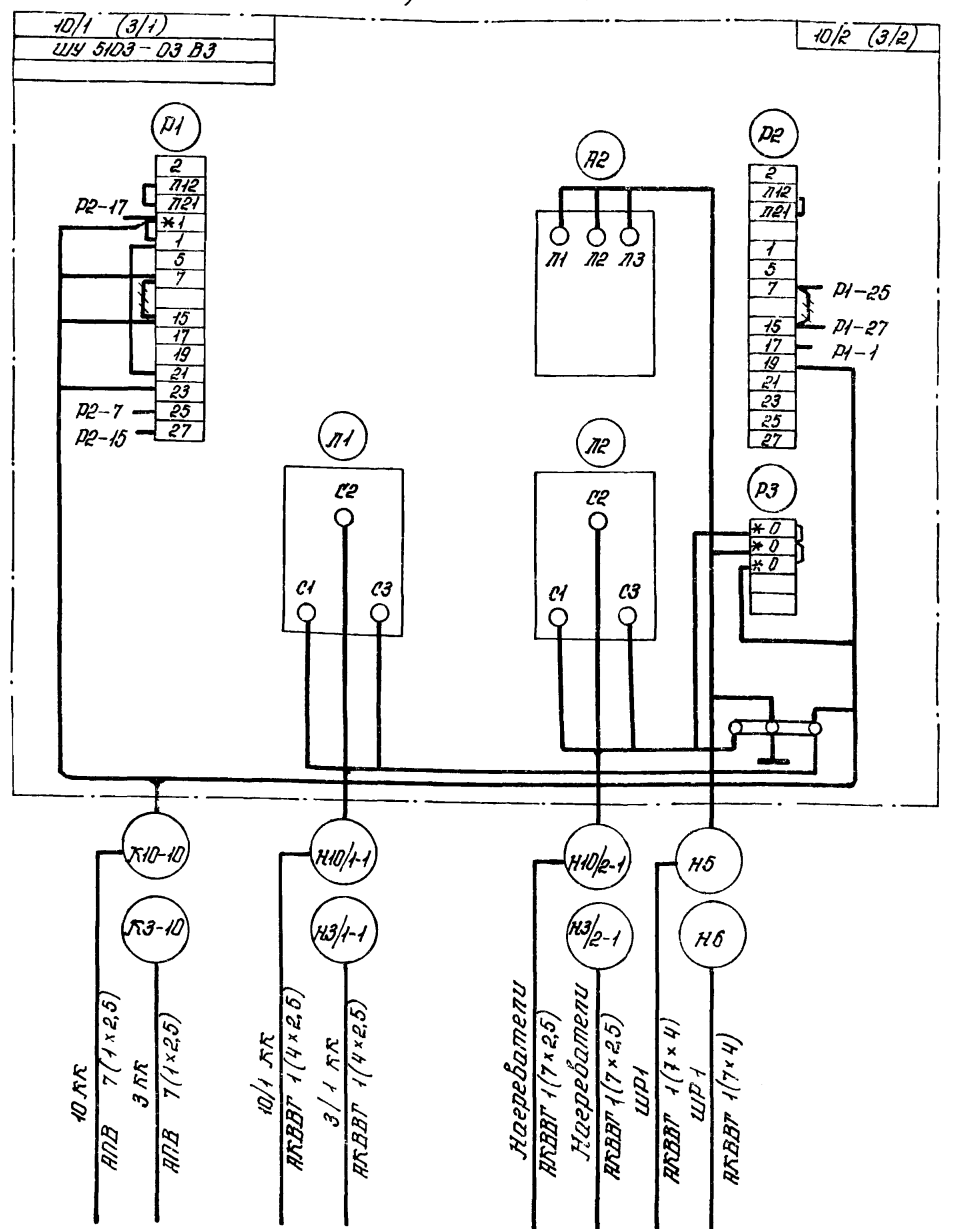 10/1 (3/1)
ШУ 5103-03 В3
10/2 (3/2)
Р1
2
П12
П21
*1
1
5
7
15
17
19
21
23
25
27
Р2-17
Р2-7
Р2-15
А2
Л1 Л2 Л3
Р2
2
П12
П21
1
5
7
15
17
19
21
23
25
27
Р1-25
Р1-27
Р1-1
Л1
С2
С1 С3
Л2
С2
С1 С3
Р3
* 0
* 0
* 0
К10-10
К3-10
Н10/1-1
Н3/1-1
Н10/2-1
Н3/2-1
Н5
Н6
10 КК
АПВ 7(1×2,5)
3 КК
АПВ 7(1×2,5)
10/1 КК
АКВВГ 1(4×2,5)
3/1 КК
АКВВГ 1(4×2,5)
Нагреватели
АКВВГ 1(7×2,5)
Нагреватели
АКВВГ 1(7×2,5)
ШР1
АКВВГ 1(7×4)
ШР1
АКВВГ 1(7×4)